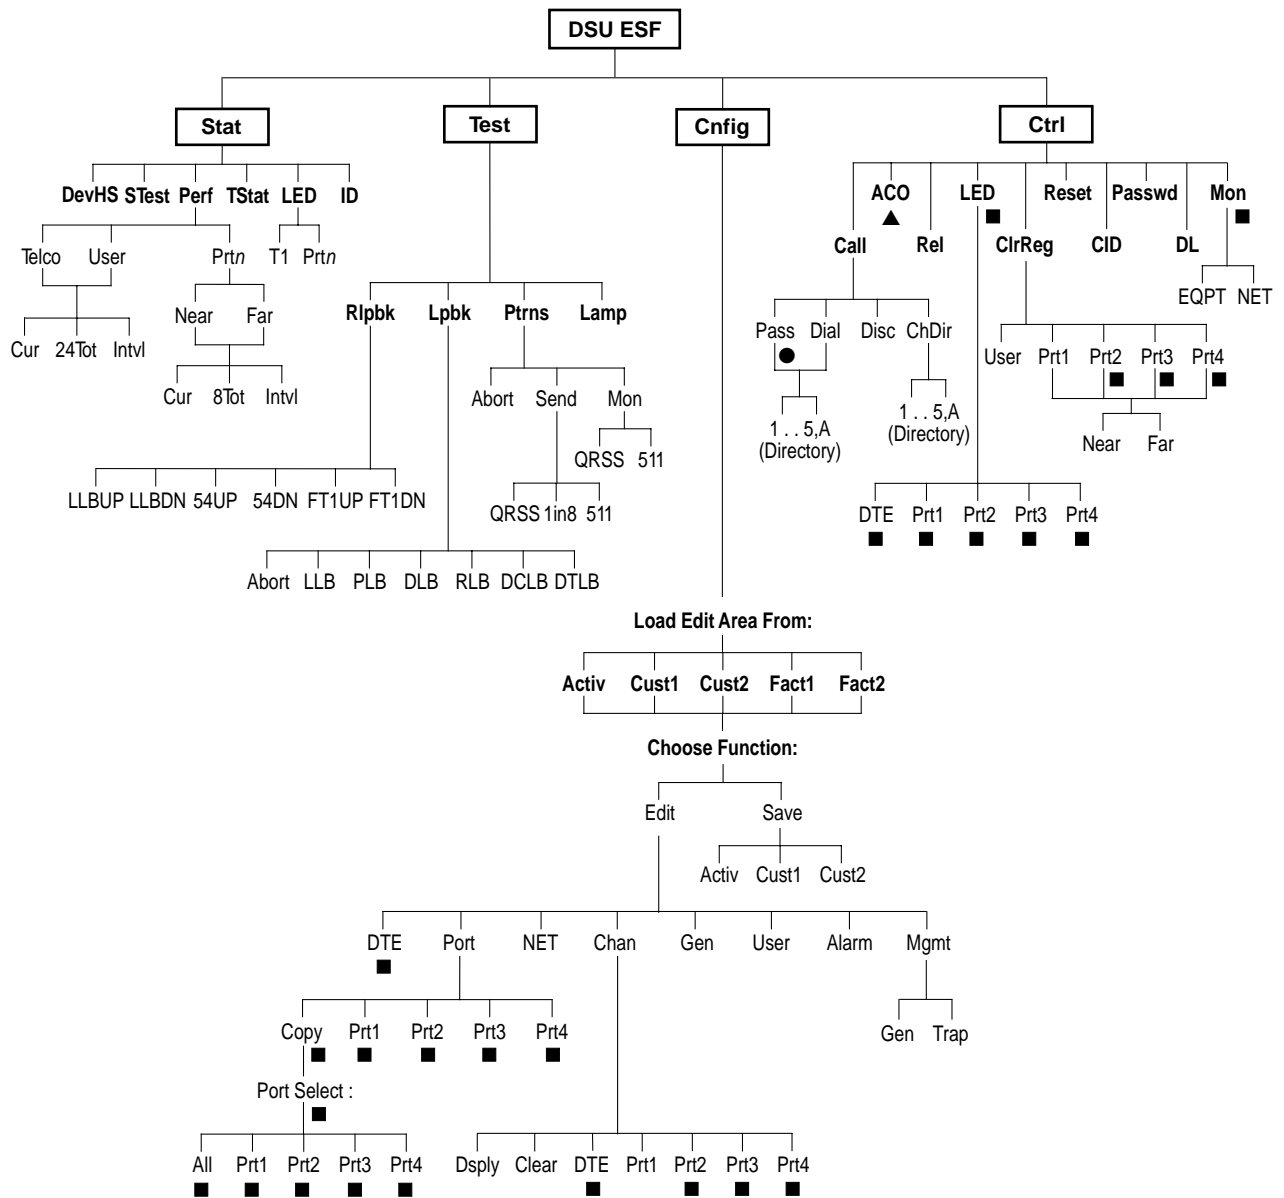 DSU ESF
Stat Test Cnfig Ctrl
DevHS STest Perf TStat LED ID
ACO LED Reset Passwd Mon
Call Rel ClrReg CID DL
Telco User Prtn T1 Prtn
EQPT NET
Near Far
Rlpbk Lpbk Ptrns Lamp
Pass Dial Disc ChDir
User Prt1 Prt2 Prt3 Prt4
Cur 24Tot Intvl
Cur 8Tot Intvl
Abort Send Mon
1 . . 5,A
(Directory)
1 . . 5,A
(Directory)
Near Far
QRSS 511
LLBUP LLBDN 54UP 54DN FT1UP FT1DN
QRSS 1in8 511
DTE Prt1 Prt2 Prt3 Prt4
Abort LLB PLB DLB RLB DCLB DTLB
Load Edit Area From:
Activ Cust1 Cust2 Fact1 Fact2
Choose Function:
Edit Save
Activ Cust1 Cust2
DTE Port NET Chan Gen User Alarm Mgmt
Copy Prt1 Prt2 Prt3 Prt4
Gen Trap
Port Select :
All Prt1 Prt2 Prt3 Prt4
Dsply Clear DTE Prt1 Prt2 Prt3 Prt4